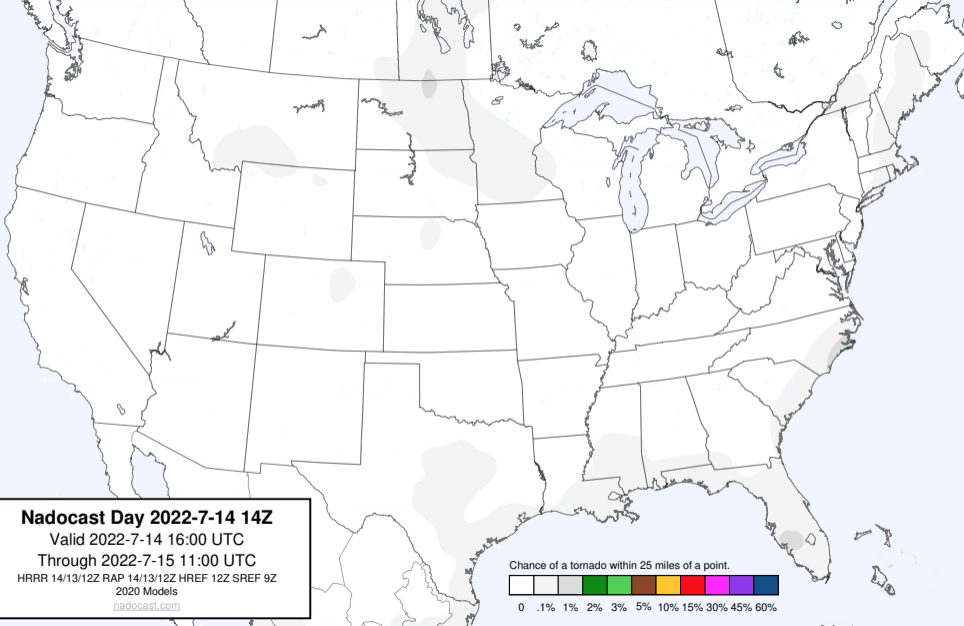 Nadocast Day 2022-7-14 14Z
Valid 2022-7-14 16:00 UTC
Through 2022-7-15 11:00 UTC
HRRR 14/13/12Z RAP 14/13/12Z HREF 12Z SREF 9Z
2020 Models
nadocast.com
Chance of a tornado within 25 miles of a point.
0 .1% 1% 2% 3% 5% 10% 15% 30% 45% 60%